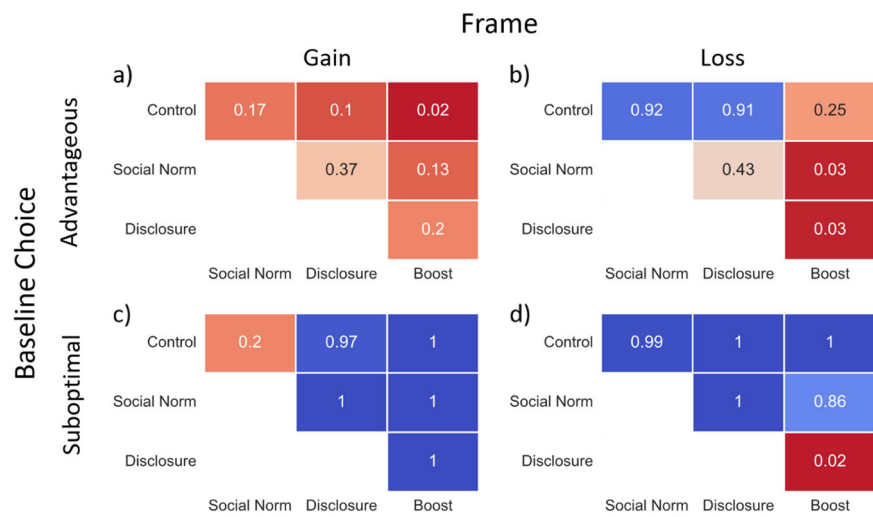 Frame
Gain
Loss
Baseline Choice
Advantageous
Suboptimal
a)
Control 0.17 0.1 0.02
Social Norm 0.37 0.13
Disclosure 0.2
Social Norm Disclosure Boost
b)
Control 0.92 0.91 0.25
Social Norm 0.43 0.03
Disclosure 0.03
Social Norm Disclosure Boost
c)
Control 0.2 0.97 1
Social Norm 1 1
Disclosure 1
Social Norm Disclosure Boost
d)
Control 0.99 1 1
Social Norm 1 0.86
Disclosure 0.02
Social Norm Disclosure Boost